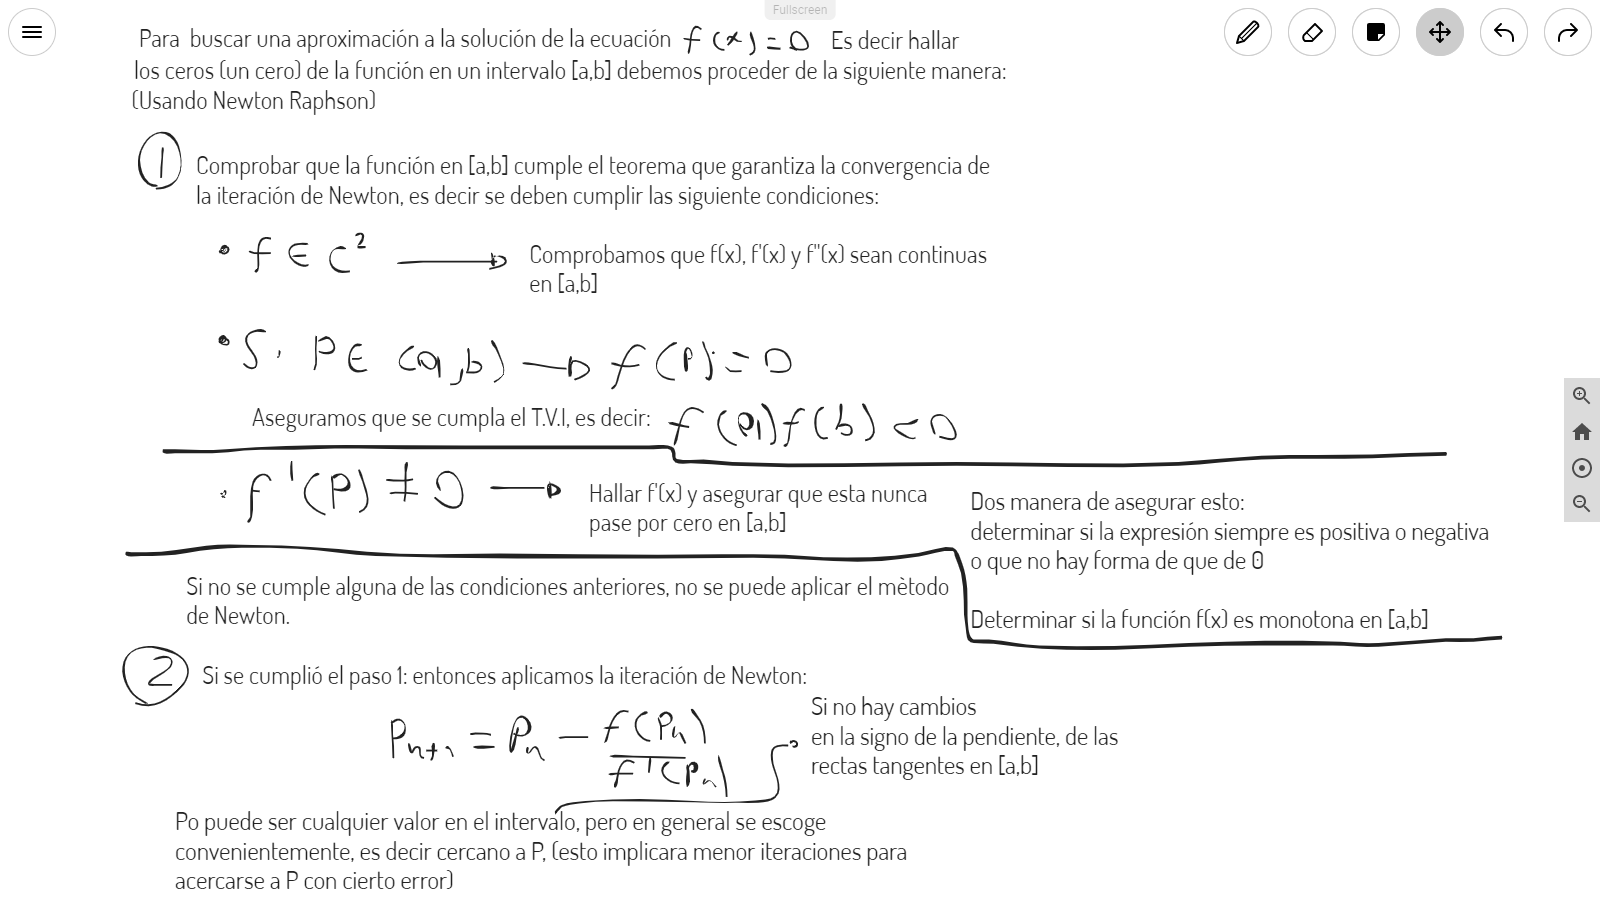 Fullscreen
Para buscar una aproximación a la solución de la ecuación f(x)=0 Es decir hallar
los ceros (un cero) de la función en un intervalo [a,b] debemos proceder de la siguiente manera:
(Usando Newton Raphson)
1 Comprobar que la función en [a,b] cumple el teorema que garantiza la convergencia de
la iteración de Newton, es decir se deben cumplir las siguiente condiciones:
• f ∈ C² → Comprobamos que f(x), f'(x) y f''(x) sean continuas
en [a,b]
• Si P ∈ (a,b) → f(P) = 0
Aseguramos que se cumpla el T.V.I, es decir: f(a)f(b) < 0
• f'(P) ≠ 0 → Hallar f'(x) y asegurar que esta nunca
pase por cero en [a,b]
Dos manera de asegurar esto:
determinar si la expresión siempre es positiva o negativa
o que no hay forma de que de 0
Determinar si la función f(x) es monotona en [a,b]
Si no se cumple alguna de las condiciones anteriores, no se puede aplicar el mètodo
de Newton.
2 Si se cumplió el paso 1: entonces aplicamos la iteración de Newton:
Pn+1 = Pn - f(Pn) / f'(Pn)
Si no hay cambios
en la signo de la pendiente, de las
rectas tangentes en [a,b]
Po puede ser cualquier valor en el intervalo, pero en general se escoge
convenientemente, es decir cercano a P, (esto implicara menor iteraciones para
acercarse a P con cierto error)